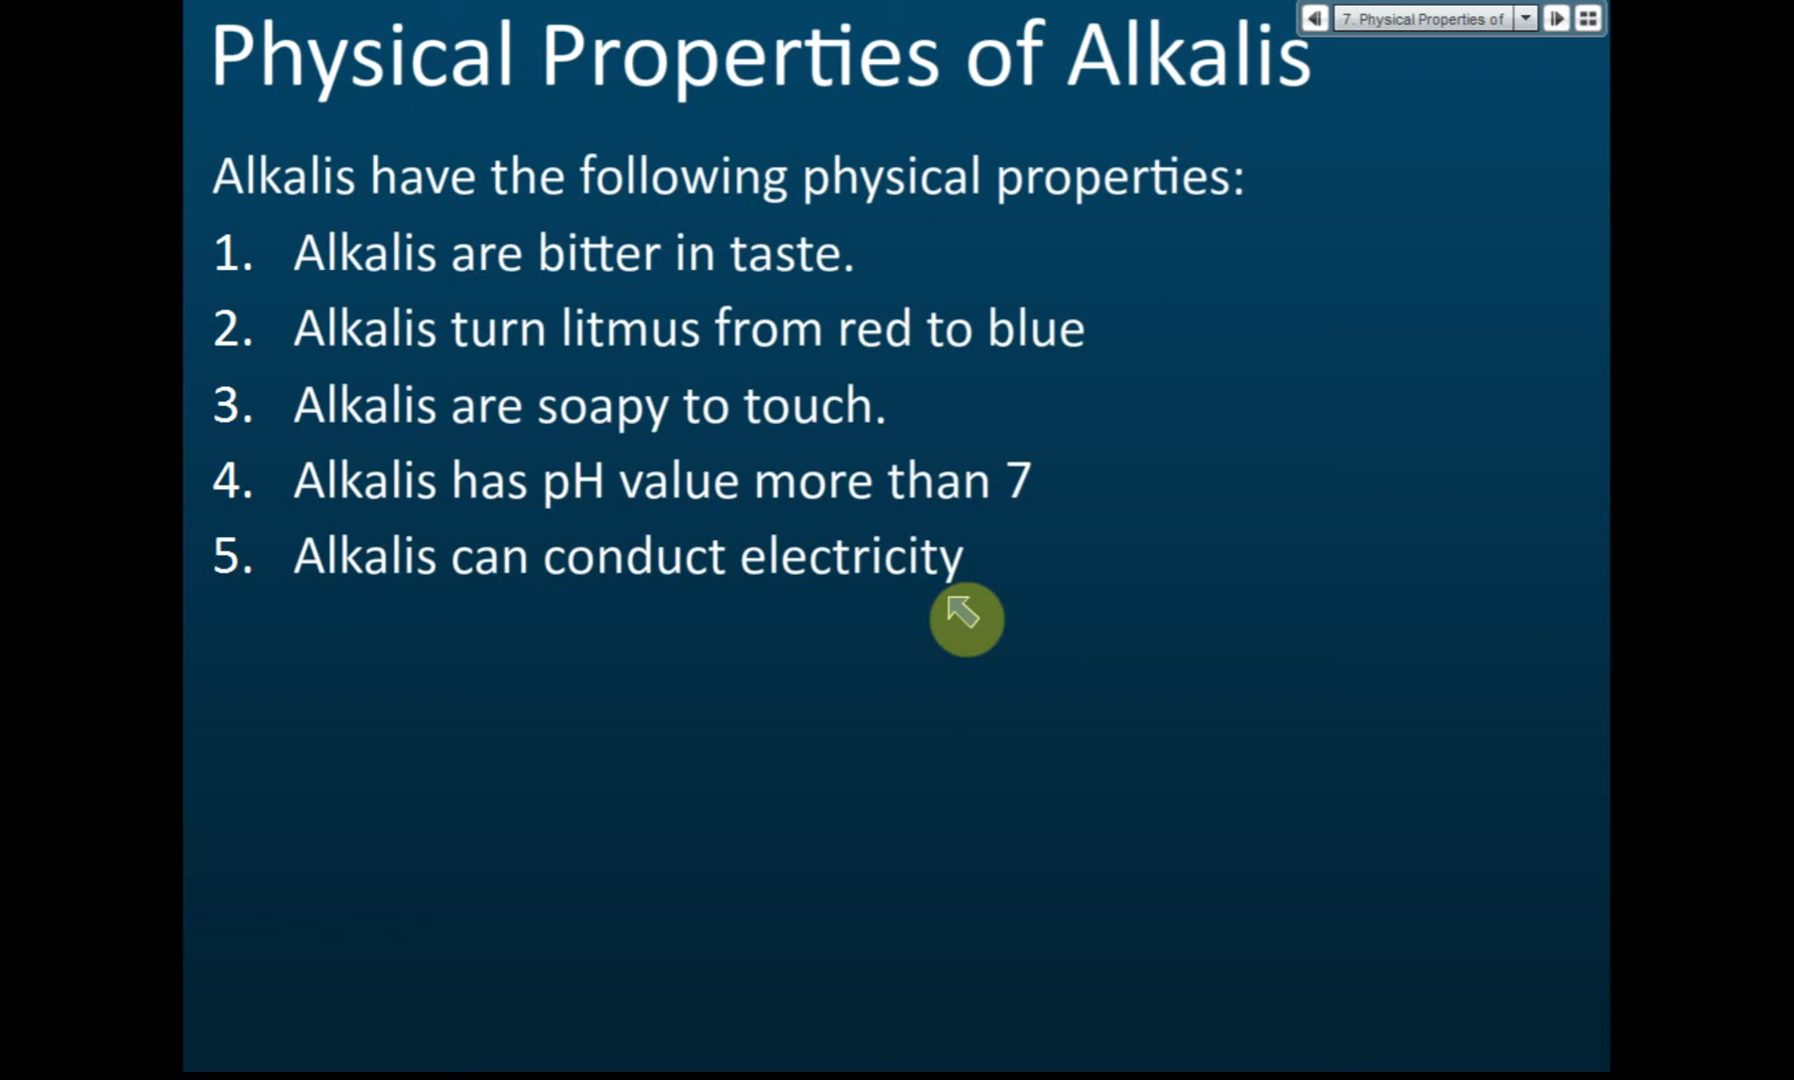 Physical Properties of Alkalis
7. Physical Properties of
Alkalis have the following physical properties:
1. Alkalis are bitter in taste.
2. Alkalis turn litmus from red to blue
3. Alkalis are soapy to touch.
4. Alkalis has pH value more than 7
5. Alkalis can conduct electricity